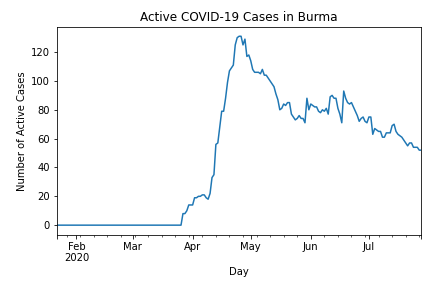 Active COVID-19 Cases in Burma
Number of Active Cases
120
100
80
60
40
20
0
Feb
2020
Mar
Apr
May
Jun
Jul
Day